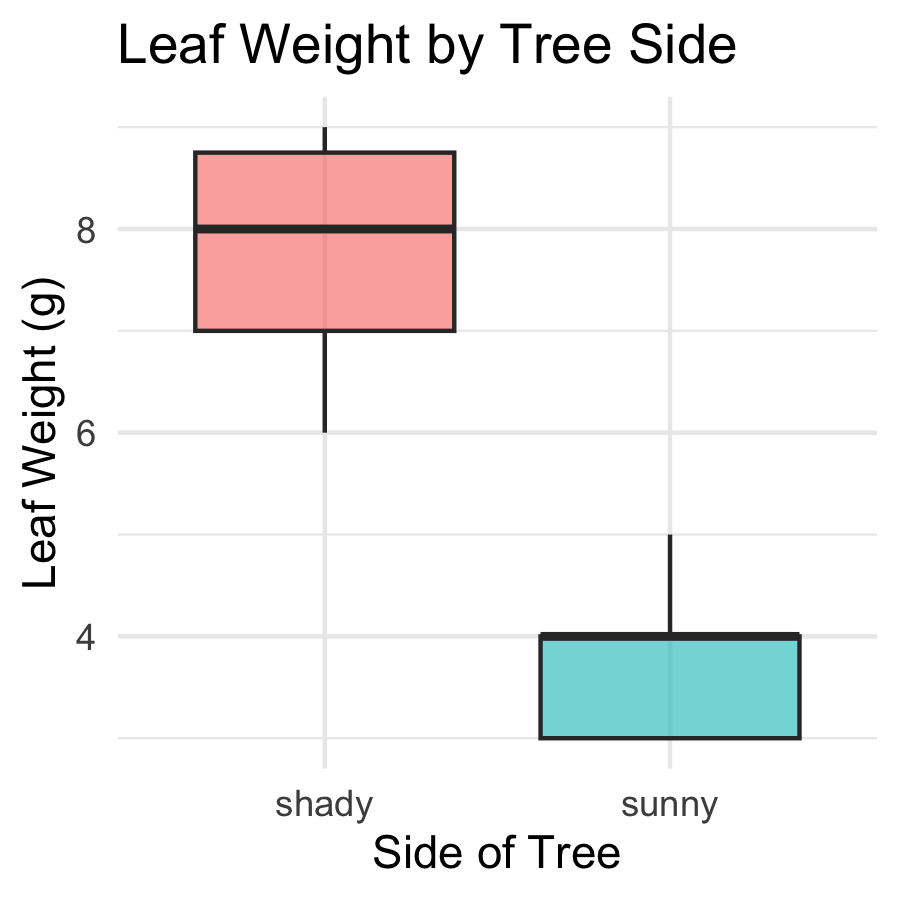 Leaf Weight by Tree Side
Leaf Weight (g)
8
6
4
shady
sunny
Side of Tree